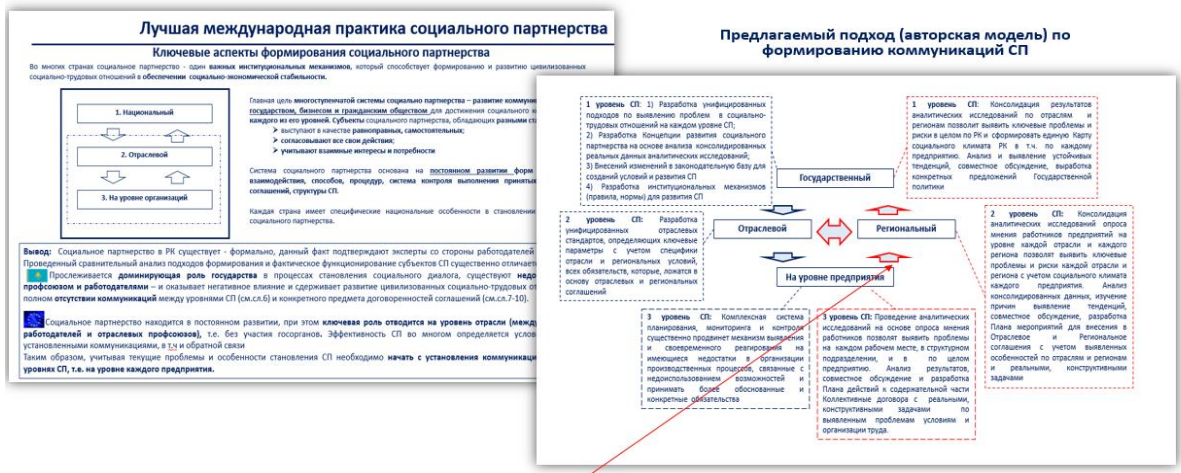 Лучшая международная практика социального партнерства
Ключевые аспекты формирования социального партнерства
Во многих странах социальное партнерство - один важных институциональных механизмов, который способствует формированию и развитию цивилизованных
социально-трудовых отношений в обеспечении социально-экономической стабильности.
1. Национальный
2. Отраслевой
3. На уровне организаций
Главная цель многоступенчатой системы социально партнерства – развитие коммуни
государством, бизнесом и гражданским обществом для достижения социального к
каждого из его уровней. Субъекты социального партнерства, обладающих разными ста
выступают в качестве равноправных, самостоятельных;
согласовывают все свои действия;
учитывают взаимные интересы и потребности
Система социального партнерства основана на постоянном развитии форм
взаимодействия, способов, процедур, система контроля выполнения принятых
соглашений, структуры СП.
Каждая страна имеет специфические национальные особенности в становлении
социального партнерства.
Вывод: Социальное партнерство в РК существует - формально, данный факт подтверждают эксперты со стороны работодателей
Проведенный сравнительный анализ подходов формирования и фактическое функционирование субъектов СП существенно отличает
Прослеживается доминирующая роль государства в процессах становления социального диалога, существуют недо
профсоюзом и работодателями – и оказывает негативное влияние и сдерживает развитие цивилизованных социально-трудовых от
полном отсутствии коммуникаций между уровнями СП (см.сл.6) и конкретного предмета договоренностей соглашений (см.сл.7-10).
Социальное партнерство находится в постоянном развитии, при этом ключевая роль отводится на уровень отрасли (межд
работодателей и отраслевых профсоюзов), т.е. без участия госорганов. Эффективность СП во многом определяется услов
установленными коммуникациями, в т.ч и обратной связи
Таким образом, учитывая текущие проблемы и особенности становления СП необходимо начать с установления коммуникаци
уровнях СП, т.е. на уровне каждого предприятия.
Предлагаемый подход (авторская модель) по
формированию коммуникаций СП
1 уровень СП: 1) Разработка унифицированных
подходов по выявлению проблем в социально-
трудовых отношений на каждом уровне СП;
2) Разработка Концепции развития социального
партнерства на основе анализа консолидированных
реальных данных аналитических исследований;
3) Внесений изменений в законодательную базу для
создания условий и развития СП
4) Разработка институциональных механизмов
(правила, нормы) для развития СП
1 уровень СП: Консолидация результатов
аналитических исследований по отраслям и
регионам позволит выявить ключевые проблемы и
риски в целом по РК и сформировать единую Карту
социального климата РК в т.ч. по каждому
предприятию. Анализ и выявление устойчивых
тенденций, совместное обсуждение, выработка
конкретных предложений Государственной
политики
Государственный
Отраслевой
Региональный
На уровне предприятия
2 уровень СП: Разработка
унифицированных отраслевых
стандартов, определяющих ключевые
параметры с учетом специфики
отрасли и региональных условий,
всех обязательств, которые, ложатся в
основу отраслевых и региональных
соглашений
2 уровень СП: Консолидация
аналитических исследований опроса
мнения работников предприятий на
уровне каждой отрасли и каждого
региона позволят выявить ключевые
проблемы и риски каждой отрасли и
региона с учетом социального климата
каждого предприятия. Анализ
консолидированных данных, изучение
причин выявление тенденций,
совместное обсуждение, разработка
Плана мероприятий для внесения в
Отраслевое и Региональное
соглашения с учетом выявленных
особенностей по отраслям и регионам
и реальными, конструктивными
задачами
3 уровень СП: Комплексная система
планирования, мониторинга и контроля
существенно продвинет механизм выявления
и своевременного реагирования на
имеющиеся недостатки в организации
производственных процессов, связанные с
недоиспользованием возможностей и
принимать более обоснованные и
конкретные обязательства
3 уровень СП: Проведение аналитических
исследований на основе опроса мнения
работников позволят выявить проблемы
на каждом рабочем месте, в структурном
подразделении, и в по целом
предприятию. Анализ результатов,
совместное обсуждение и разработка
Плана действий к содержательной части
Коллективные договора с реальными,
конструктивными задачами по
выявленным проблемам условиям и
организации труда.